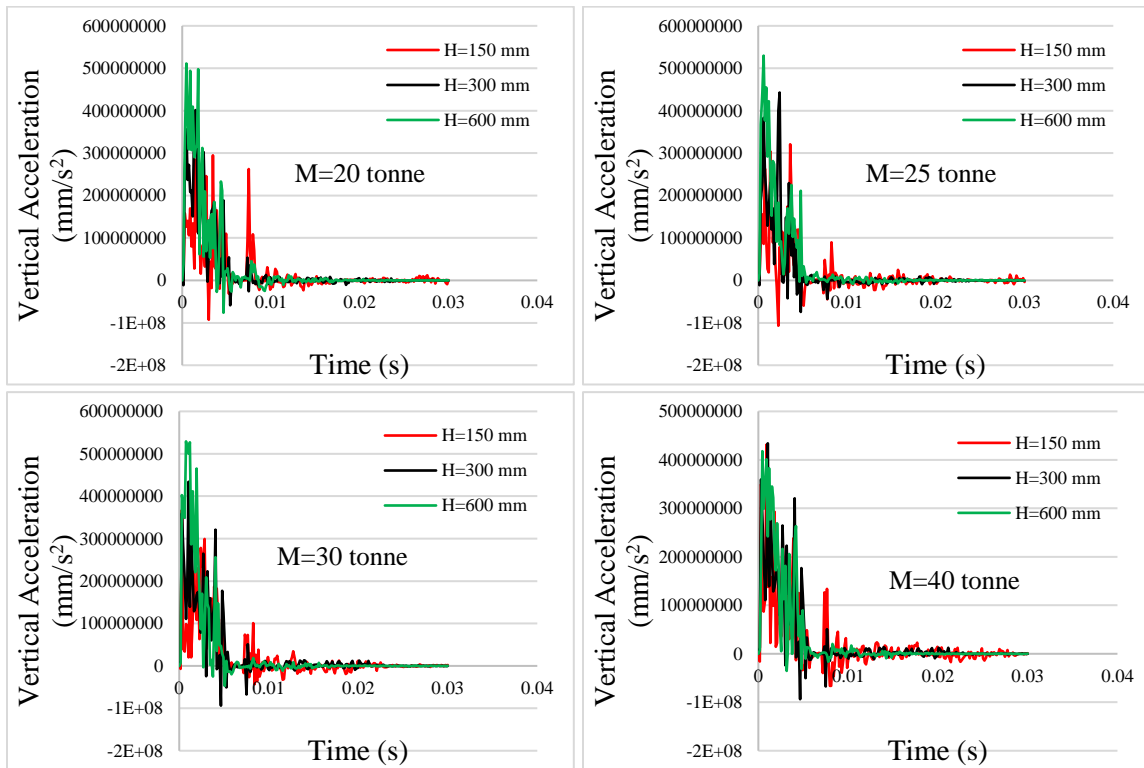 600000000
500000000
400000000
300000000
200000000
100000000
0
-1E+08
-2E+08
0
0.01
0.02
0.03
0.04
Vertical Acceleration
(mm/s²)
Time (s)
H=150 mm
H=300 mm
H=600 mm
M=20 tonne
600000000
500000000
400000000
300000000
200000000
100000000
0
-1E+08
-2E+08
0
0.01
0.02
0.03
0.04
Vertical Acceleration
(mm/s²)
Time (s)
H=150 mm
H=300 mm
H=600 mm
M=25 tonne
600000000
500000000
400000000
300000000
200000000
100000000
0
-1E+08
-2E+08
0
0.01
0.02
0.03
0.04
Vertical Acceleration
(mm/s²)
Time (s)
H=150 mm
H=300 mm
H=600 mm
M=30 tonne
500000000
400000000
300000000
200000000
100000000
0
-1E+08
-2E+08
0
0.01
0.02
0.03
0.04
Vertical Acceleration
(mm/s²)
Time (s)
H=150 mm
H=300 mm
H=600 mm
M=40 tonne